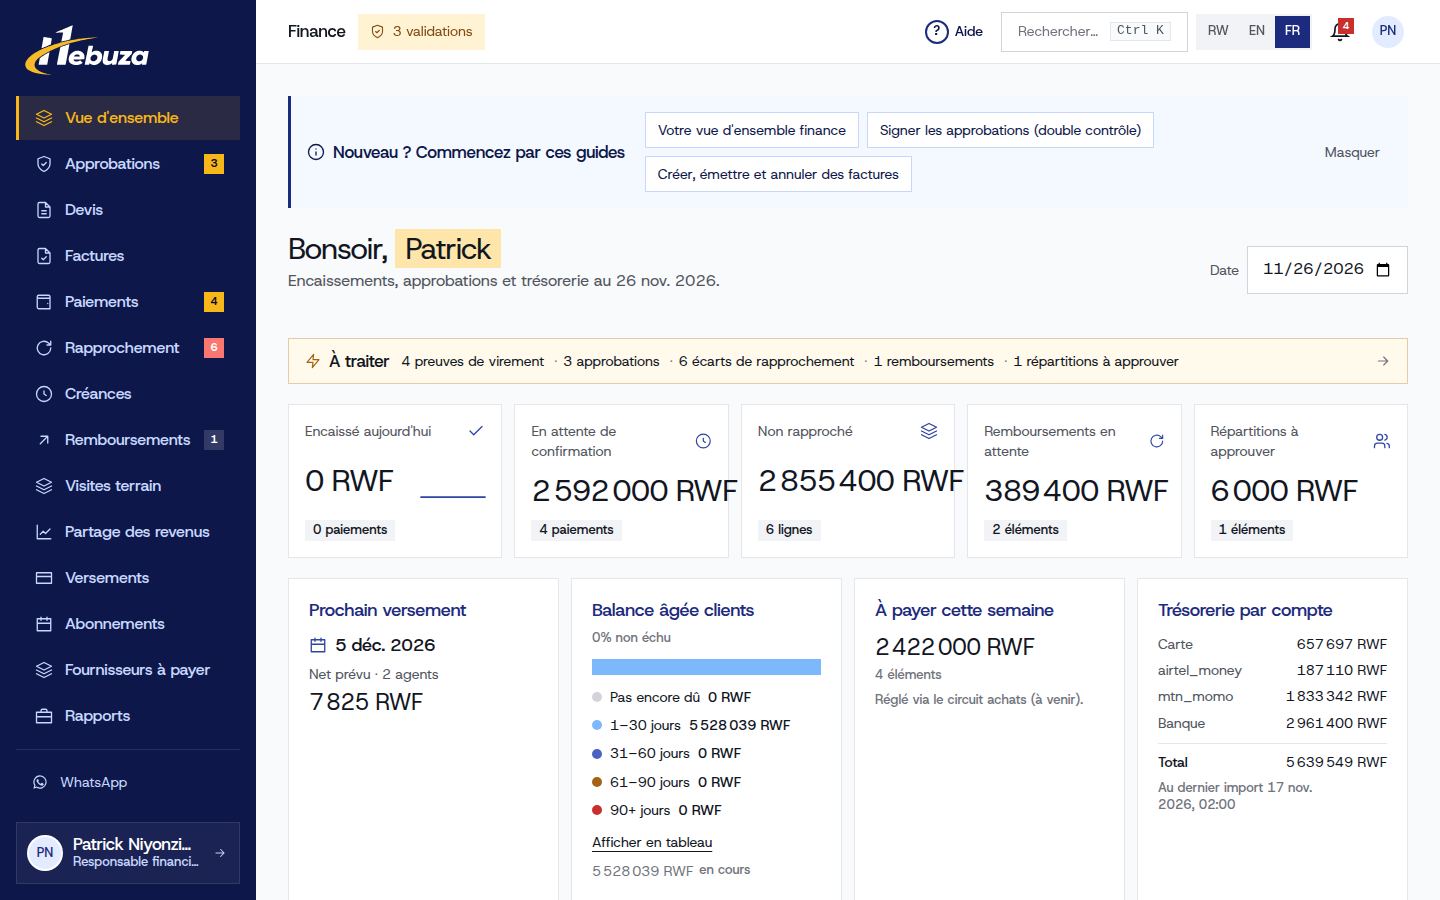 Hebuza
Vue d'ensemble
Approbations 3
Devis
Factures
Paiements 4
Rapprochement 6
Créances
Remboursements 1
Visites terrain
Partage des revenus
Versements
Abonnements
Fournisseurs à payer
Rapports
WhatsApp
PN Patrick Niyonzi...
Responsable financi...
Finance 3 validations ? Aide Rechercher... Ctrl K RW EN FR 4 PN
Nouveau ? Commencez par ces guides
Votre vue d'ensemble finance
Signer les approbations (double contrôle)
Créer, émettre et annuler des factures
Masquer
Bonsoir, Patrick
Encaissements, approbations et trésorerie au 26 nov. 2026.
Date 11/26/2026
À traiter 4 preuves de virement · 3 approbations · 6 écarts de rapprochement · 1 remboursements · 1 répartitions à approuver
Encaissé aujourd'hui
0 RWF
0 paiements
En attente de
confirmation
2 592 000 RWF
4 paiements
Non rapproché
2 855 400 RWF
6 lignes
Remboursements en
attente
389 400 RWF
2 éléments
Répartitions à
approuver
6 000 RWF
1 éléments
Prochain versement
5 déc. 2026
Net prévu · 2 agents
7 825 RWF
Balance âgée clients
0% non échu
Pas encore dû 0 RWF
1–30 jours 5 528 039 RWF
31–60 jours 0 RWF
61–90 jours 0 RWF
90+ jours 0 RWF
Afficher en tableau
5 528 039 RWF en cours
À payer cette semaine
2 422 000 RWF
4 éléments
Réglé via le circuit achats (à venir).
Trésorerie par compte
Carte 657 697 RWF
airtel_money 187 110 RWF
mtn_momo 1 833 342 RWF
Banque 2 961 400 RWF
Total 5 639 549 RWF
Au dernier import 17 nov.
2026, 02:00